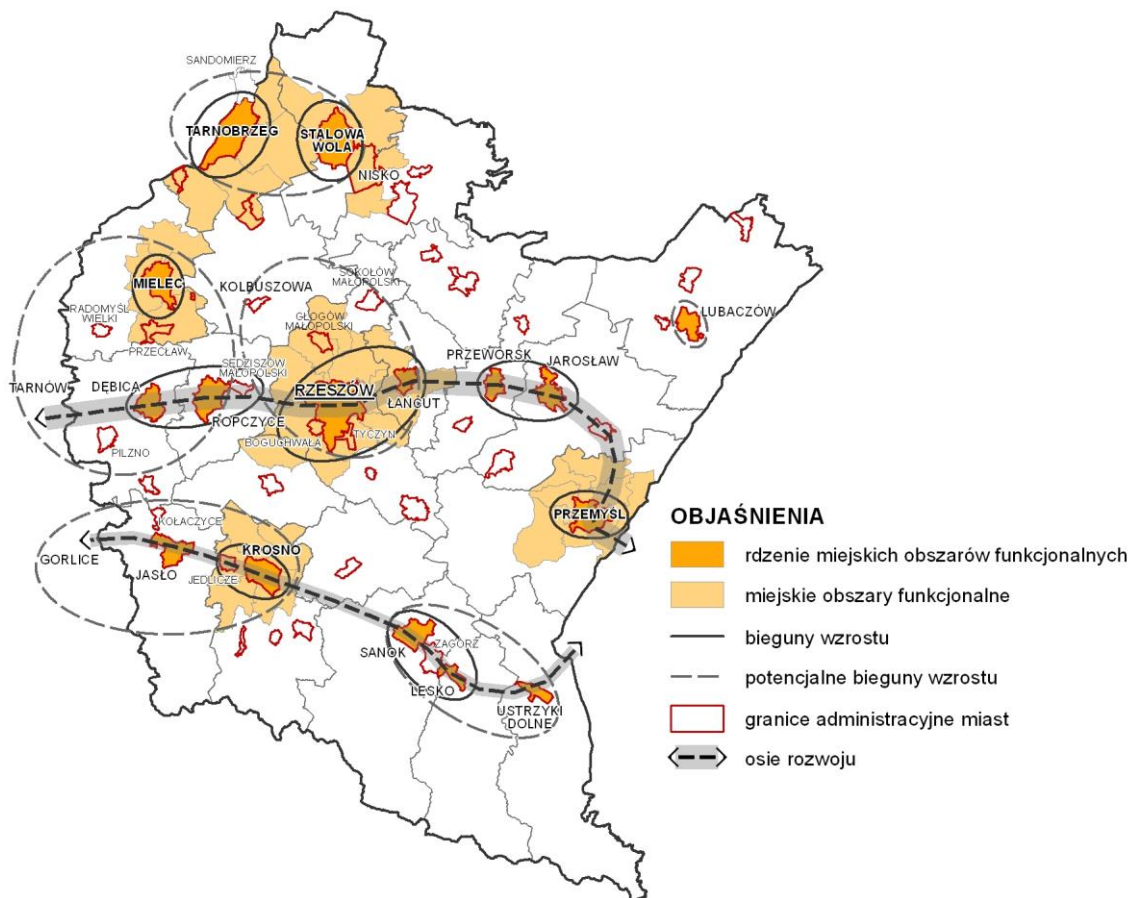 SANDOMIERZ
TARNOBRZEG
STALOWA
WOLA
NISKO
MIELEC
RADOMYŚL
WIELKI
PRZECŁAW
KOLBUSZOWA
SOKOŁÓW
MAŁOPOLSKI
GŁOGÓW
MAŁOPOLSKI
LUBACZÓW
TARNÓW
DĘBICA
SĘDZISZÓW
MAŁOPOLSKI
ROPCZYCE
RZESZÓW
ŁAŃCUT
PRZEWORSK
JAROSŁAW
PILZNO
BOGUCHWAŁA
TYCZYN
PRZEMYŚL
KOŁACZYCE
GORLICE
JASŁO
JEDLICZE
KROSNO
SANOK
ZAGÓRZ
LESKO
USTRZYKI
DOLNE
OBJAŚNIENIA
rdzenie miejskich obszarów funkcjonalnych
miejskie obszary funkcjonalne
bieguny wzrostu
potencjalne bieguny wzrostu
granice administracyjne miast
osie rozwoju